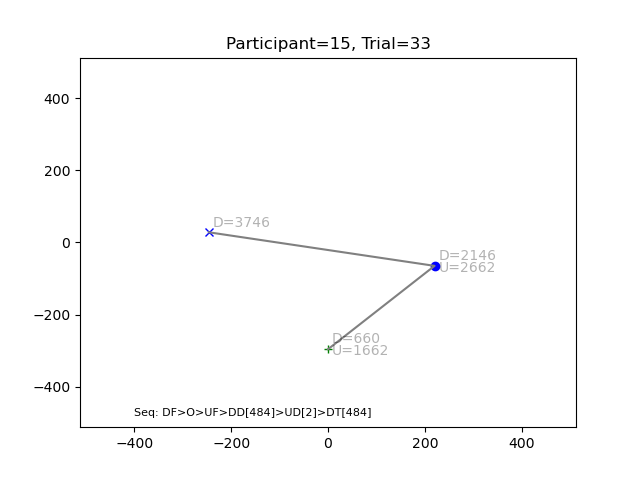 Participant=15, Trial=33
400
200
0
−200
−400
D=3746
D=2146
U=2662
D=660
U=1662
Seq: DF>O>UF>DD[484]>UD[2]>DT[484]
−400
−200
0
200
400